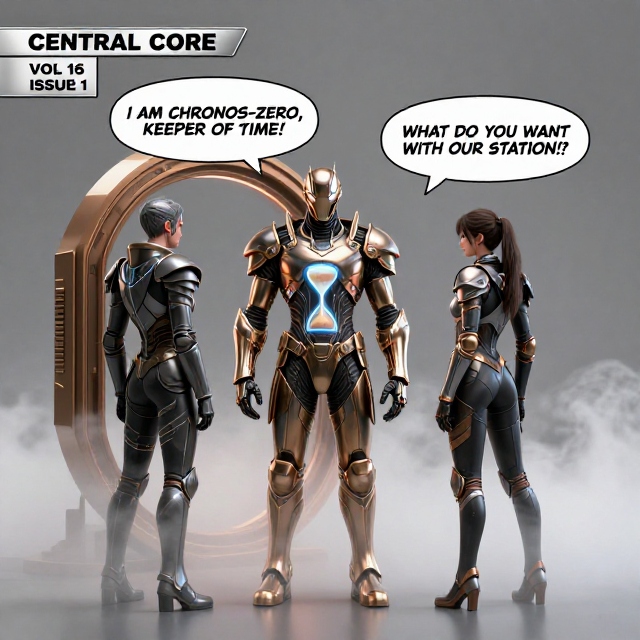 CENTRAL CORE
VOL 16
ISSUE 1
I AM CHRONOS-ZERO,
KEEPER OF TIME!
WHAT DO YOU WANT
WITH OUR STATION!?